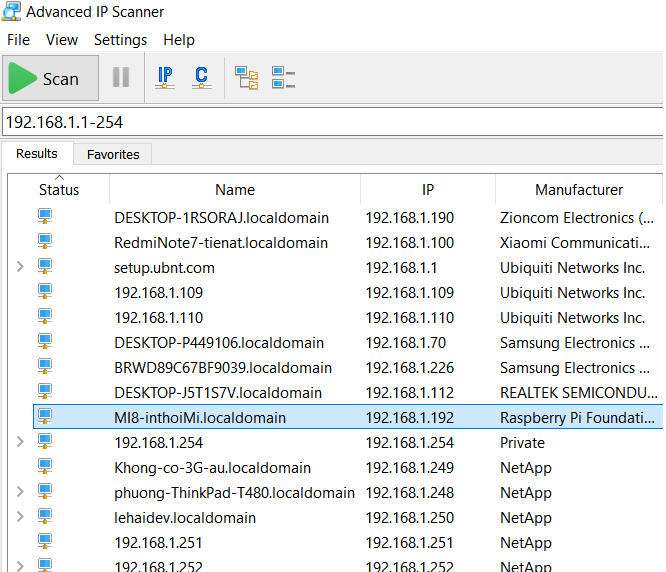 Advanced IP Scanner
File View Settings Help
Scan IP C
192.168.1.1-254
Results Favorites
Status Name IP Manufacturer
DESKTOP-1RSORAJ.localdomain 192.168.1.190 Zioncom Electronics (...
RedmiNote7-tienat.localdomain 192.168.1.100 Xiaomi Communicati...
setup.ubnt.com 192.168.1.1 Ubiquiti Networks Inc.
192.168.1.109 192.168.1.109 Ubiquiti Networks Inc.
192.168.1.110 192.168.1.110 Ubiquiti Networks Inc.
DESKTOP-P449106.localdomain 192.168.1.70 Samsung Electronics ...
BRWD89C67BF9039.localdomain 192.168.1.226 Samsung Electronics ...
DESKTOP-J5T1S7V.localdomain 192.168.1.112 REALTEK SEMICONDU...
MI8-inthoiMi.localdomain 192.168.1.192 Raspberry Pi Foundati...
192.168.1.254 192.168.1.254 Private
Khong-co-3G-au.localdomain 192.168.1.249 NetApp
phuong-ThinkPad-T480.localdomain 192.168.1.248 NetApp
lehaidev.localdomain 192.168.1.250 NetApp
192.168.1.251 192.168.1.251 NetApp
192.168.1.252 192.168.1.252 NetApp